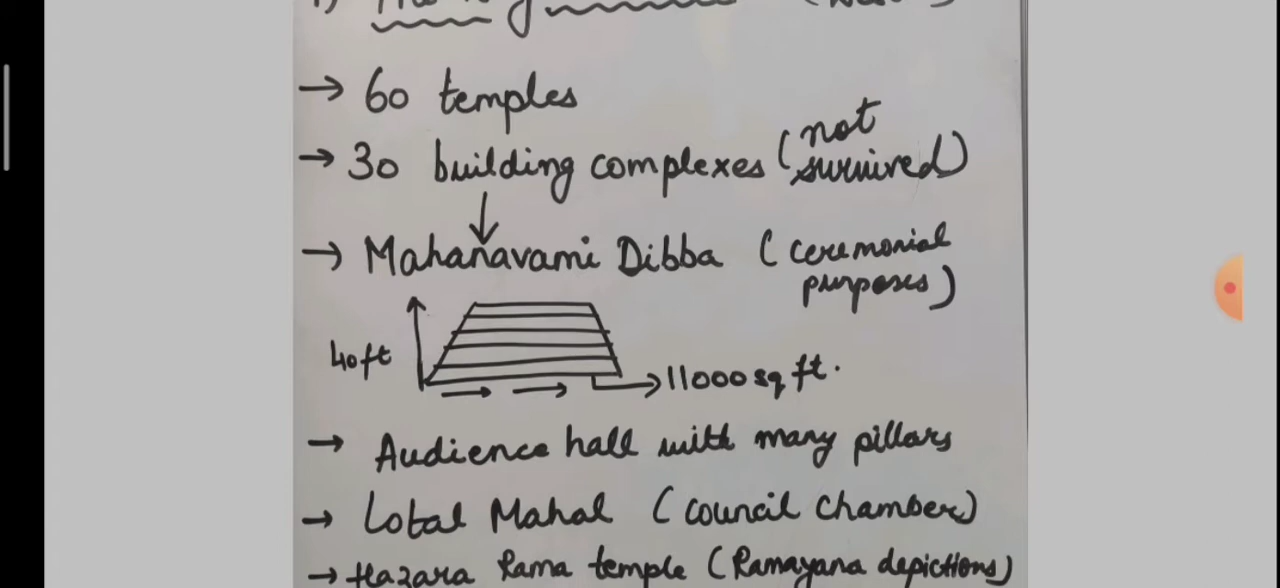 → 60 temples
→ 30 building complexes (not survived)
→ Mahanavami Dibba (ceremonial purposes)
40ft
→ 11000 sq ft.
→ Audience hall with many pillars
→ Lotal Mahal (council chamber)
→ Hazara Rama temple (Ramayana depictions)